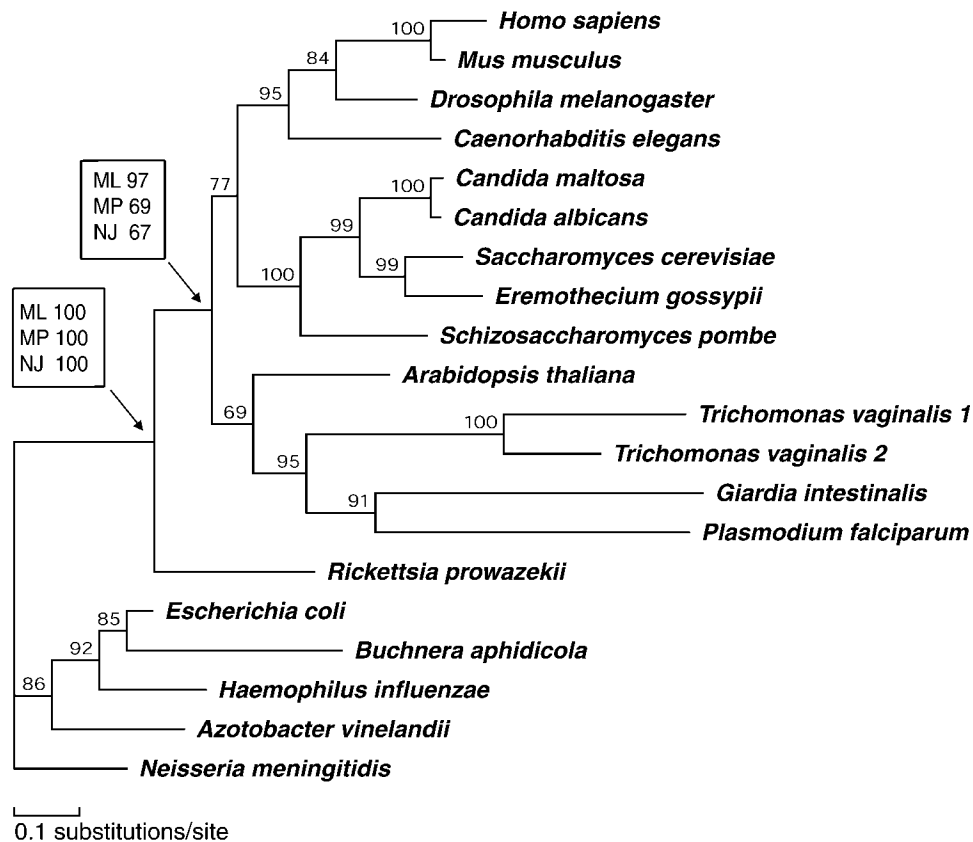 100
Homo sapiens
84
Mus musculus
95
Drosophila melanogaster
Caenorhabditis elegans
ML 97
MP 69
NJ 67
77
100
Candida maltosa
99
Candida albicans
99
Saccharomyces cerevisiae
100
Eremothecium gossypii
ML 100
MP 100
NJ 100
Schizosaccharomyces pombe
Arabidopsis thaliana
69
100
Trichomonas vaginalis 1
95
Trichomonas vaginalis 2
91
Giardia intestinalis
Plasmodium falciparum
Rickettsia prowazekii
85
Escherichia coli
92
Buchnera aphidicola
86
Haemophilus influenzae
Azotobacter vinelandii
Neisseria meningitidis
0.1 substitutions/site